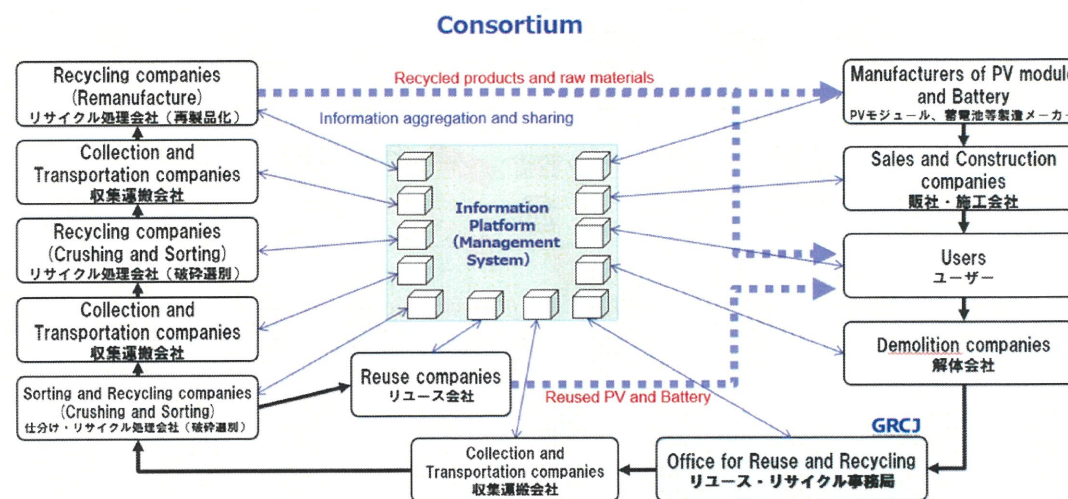 Consortium
Recycling companies
(Remanufacture)
リサイクル処理会社（再製品化）
Recycled products and raw materials
Manufacturers of PV module
and Battery
PVモジュール、蓄電池等製造メーカー
Information aggregation and sharing
Collection and
Transportation companies
収集運搬会社
Sales and Construction
companies
販社・施工会社
Information
Platform
(Management
System)
Recycling companies
(Crushing and Sorting)
リサイクル処理会社（破砕選別）
Users
ユーザー
Collection and
Transportation companies
収集運搬会社
Demolition companies
解体会社
Sorting and Recycling companies
(Crushing and Sorting)
仕分け・リサイクル処理会社（破砕選別）
Reuse companies
リユース会社
Reused PV and Battery
GRCJ
Collection and
Transportation companies
収集運搬会社
Office for Reuse and Recycling
リユース・リサイクル事務局